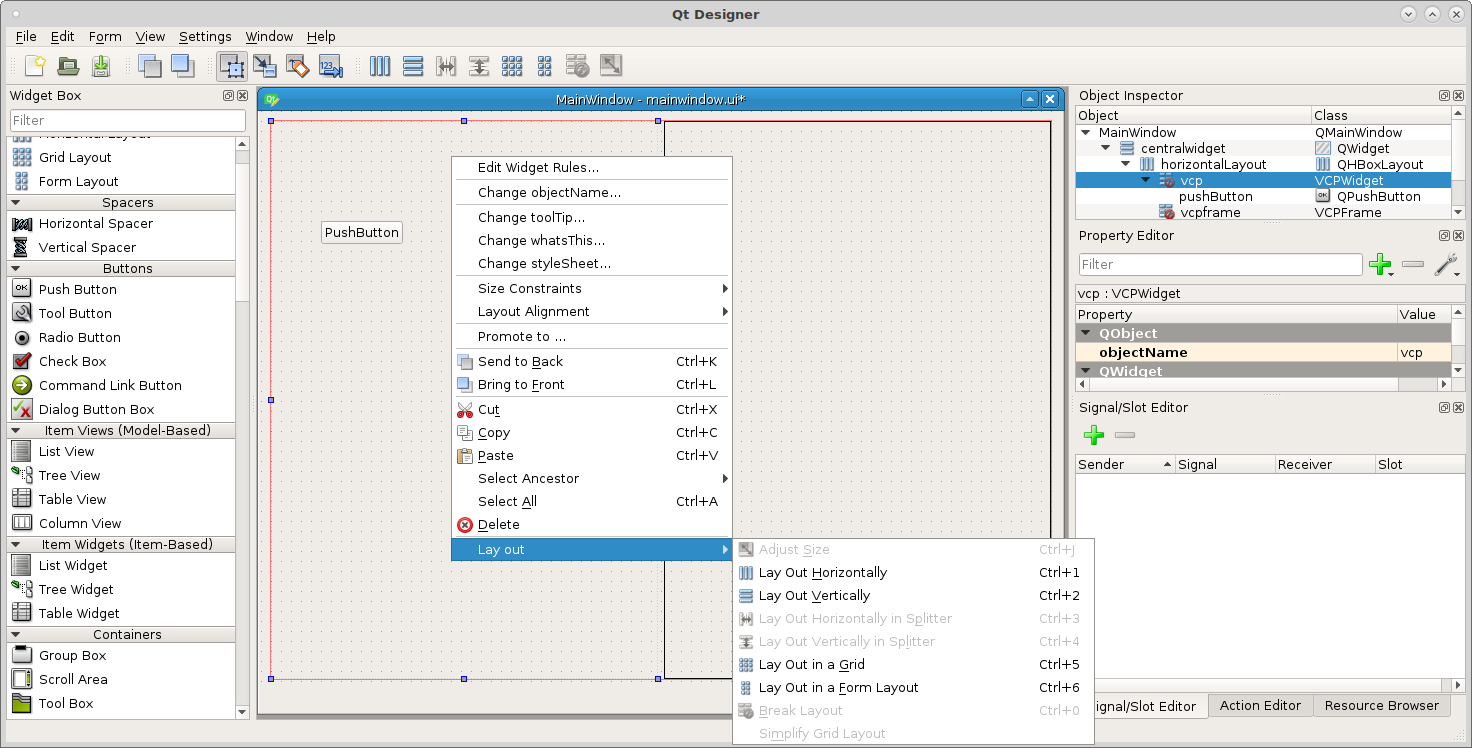 Qt Designer
File Edit Form View Settings Window Help
Widget Box
Filter
Grid Layout
Form Layout
Spacers
Horizontal Spacer
Vertical Spacer
Buttons
Push Button
Tool Button
Radio Button
Check Box
Command Link Button
Dialog Button Box
Item Views (Model-Based)
List View
Tree View
Table View
Column View
Item Widgets (Item-Based)
List Widget
Tree Widget
Table Widget
Containers
Group Box
Scroll Area
Tool Box
MainWindow - mainwindow.ui*
PushButton
Edit Widget Rules...
Change objectName...
Change toolTip...
Change whatsThis...
Change styleSheet...
Size Constraints
Layout Alignment
Promote to ...
Send to Back Ctrl+K
Bring to Front Ctrl+L
Cut Ctrl+X
Copy Ctrl+C
Paste Ctrl+V
Select Ancestor
Select All Ctrl+A
Delete
Lay out
Adjust Size Ctrl+J
Lay Out Horizontally Ctrl+1
Lay Out Vertically Ctrl+2
Lay Out Horizontally in Splitter Ctrl+3
Lay Out Vertically in Splitter Ctrl+4
Lay Out in a Grid Ctrl+5
Lay Out in a Form Layout Ctrl+6
Break Layout Ctrl+0
Simplify Grid Layout
Object Inspector
Object Class
MainWindow QMainWindow
centralwidget QWidget
horizontalLayout QHBoxLayout
vcp VCPWidget
pushButton OK QPushButton
vcpframe VCPFrame
Property Editor
Filter
vcp : VCPWidget
Property Value
QObject
objectName vcp
QWidget
Signal/Slot Editor
Sender Signal Receiver Slot
ignal/Slot Editor Action Editor Resource Browser